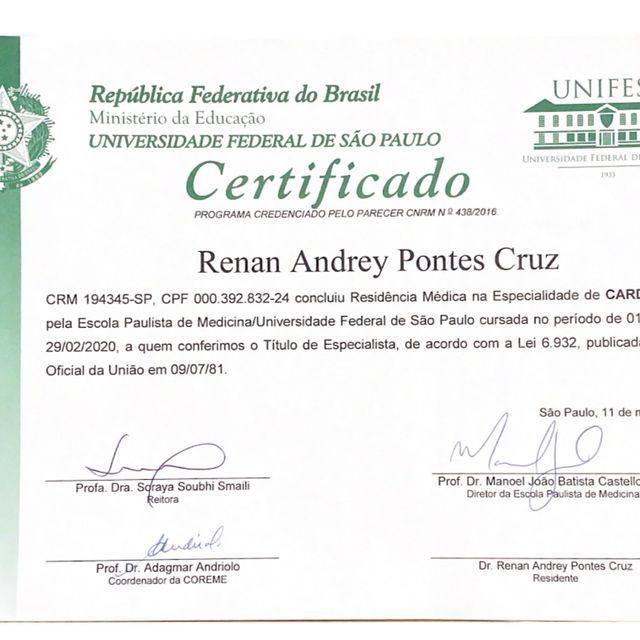 República Federativa do Brasil
Ministério da Educação
UNIVERSIDADE FEDERAL DE SÃO PAULO
UNIFES
UNIVERSIDADE FEDERAL DE
1933
Certificado
PROGRAMA CREDENCIADO PELO PARECER CNRM Nº 438/2016.
Renan Andrey Pontes Cruz
CRM 194345-SP, CPF 000.392.832-24 concluiu Residência Médica na Especialidade de CARD
pela Escola Paulista de Medicina/Universidade Federal de São Paulo cursada no período de 01
29/02/2020, a quem conferimos o Título de Especialista, de acordo com a Lei 6.932, publicada
Oficial da União em 09/07/81.
São Paulo, 11 de m
Profa. Dra. Soraya Soubhi Smaili
Reitora
Prof. Dr. Manoel João Batista Castello
Diretor da Escola Paulista de Medicina
Prof. Dr. Adagmar Andriolo
Coordenador da COREME
Dr. Renan Andrey Pontes Cruz
Residente